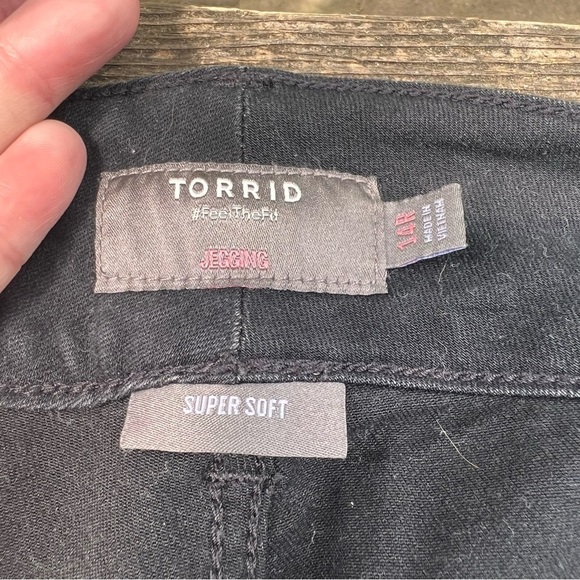 TORRID
#FeelTheFit
JEGGING
14R
MADE IN
VIETNAM
SUPER SOFT